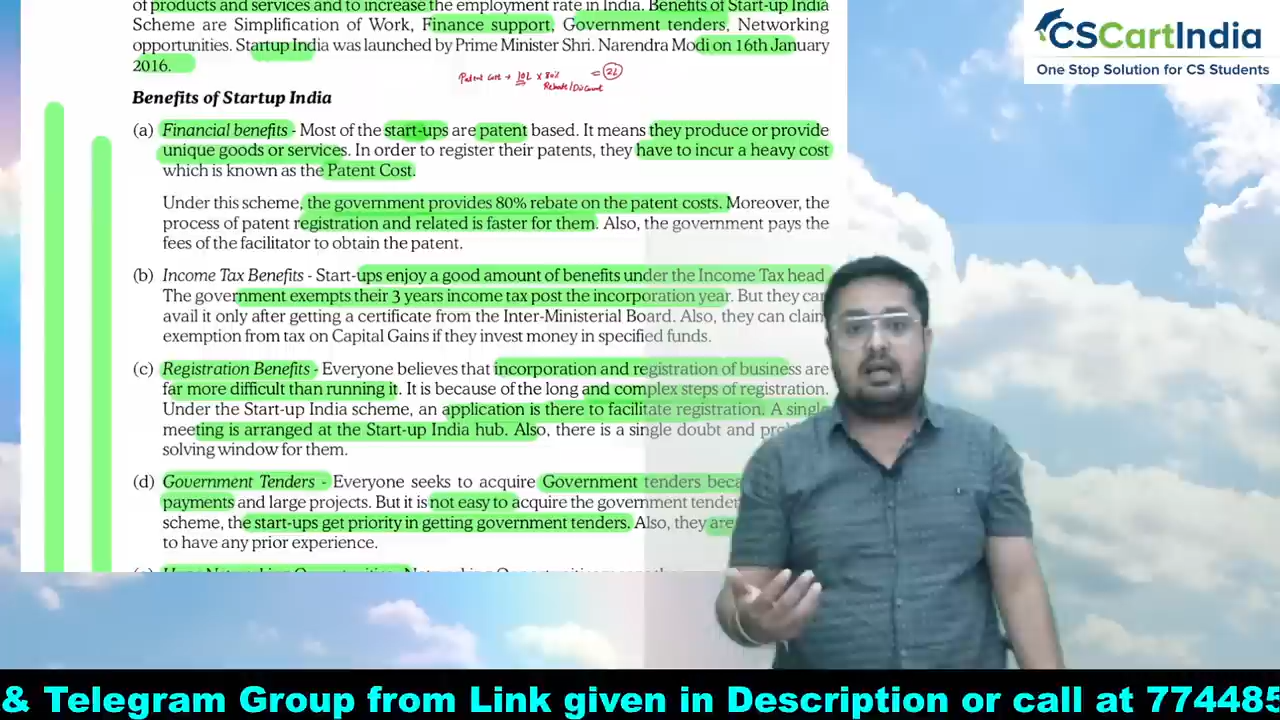 of products and services and to increase the employment rate in India. Benefits of Start-up India
Scheme are Simplification of Work, Finance support, Government tenders, Networking
opportunities. Startup India was launched by Prime Minister Shri. Narendra Modi on 16th January
2016.
Patent Cost → 10L x 80% = 2L
Rebate/Discount
Benefits of Startup India
(a) Financial benefits - Most of the start-ups are patent based. It means they produce or provide
unique goods or services. In order to register their patents, they have to incur a heavy cost
which is known as the Patent Cost.
Under this scheme, the government provides 80% rebate on the patent costs. Moreover, the
process of patent registration and related is faster for them. Also, the government pays the
fees of the facilitator to obtain the patent.
(b) Income Tax Benefits - Start-ups enjoy a good amount of benefits under the Income Tax head
The government exempts their 3 years income tax post the incorporation year. But they can
avail it only after getting a certificate from the Inter-Ministerial Board. Also, they can claim
exemption from tax on Capital Gains if they invest money in specified funds.
(c) Registration Benefits - Everyone believes that incorporation and registration of business are
far more difficult than running it. It is because of the long and complex steps of registration.
Under the Start-up India scheme, an application is there to facilitate registration. A single
meeting is arranged at the Start-up India hub. Also, there is a single doubt and
solving window for them.
(d) Government Tenders - Everyone seeks to acquire Government tenders
payments and large projects. But it is not easy to acquire the government
scheme, the start-ups get priority in getting government tenders. Also, they are
to have any prior experience.
CSCartIndia
One Stop Solution for CS Students
& Telegram Group from Link given in Description or call at 774485